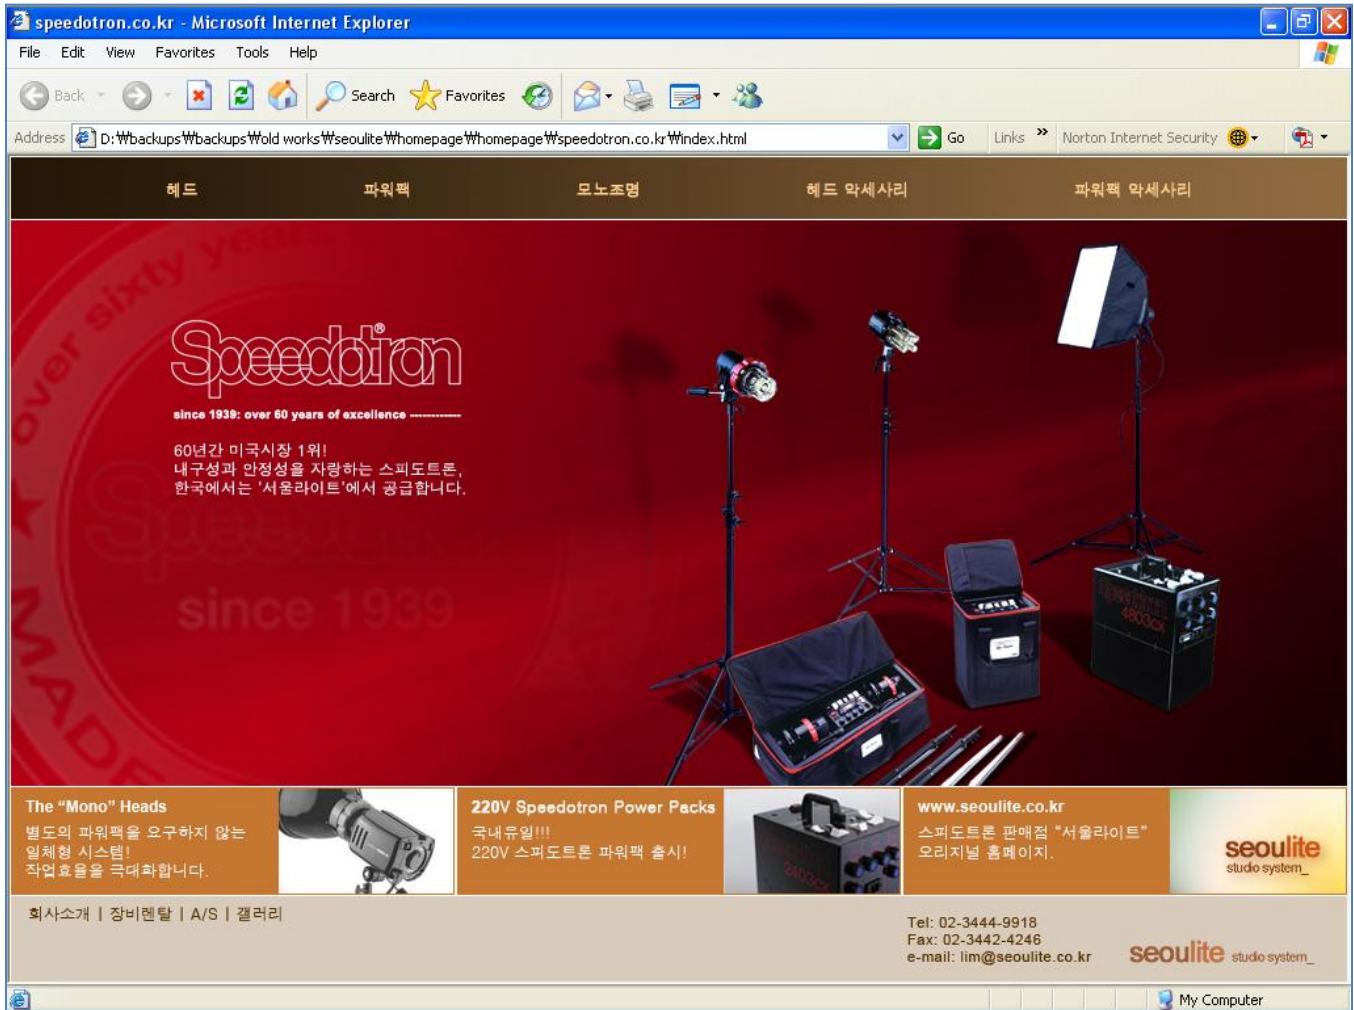 speedotron.co.kr - Microsoft Internet Explorer
File Edit View Favorites Tools Help
Back Search Favorites
Address D:₩backups₩backups₩old works₩seoulite₩homepage₩homepage₩speedotron.co.kr₩index.html Go Links » Norton Internet Security
헤드 파워팩 모노조명 헤드 악세사리 파워팩 악세사리
over sixty years
MADE
Speedotron®
since 1939: over 60 years of excellence ------------
60년간 미국시장 1위!
내구성과 안정성을 자랑하는 스피도트론,
한국에서는 '서울라이트'에서 공급합니다.
Speedotron
since 1939
4803cx
The “Mono” Heads
별도의 파워팩을 요구하지 않는
일체형 시스템!
작업효율을 극대화합니다.
220V Speedotron Power Packs
국내유일!!!
220V 스피도트론 파워팩 출시!
2403cx
www.seoulite.co.kr
스피도트론 판매점 “서울라이트”
오리지널 홈페이지.
seoulite
studio system_
회사소개 | 장비렌탈 | A/S | 갤러리
Tel: 02-3444-9918
Fax: 02-3442-4246
e-mail: lim@seoulite.co.kr
seoulite studio system_
My Computer